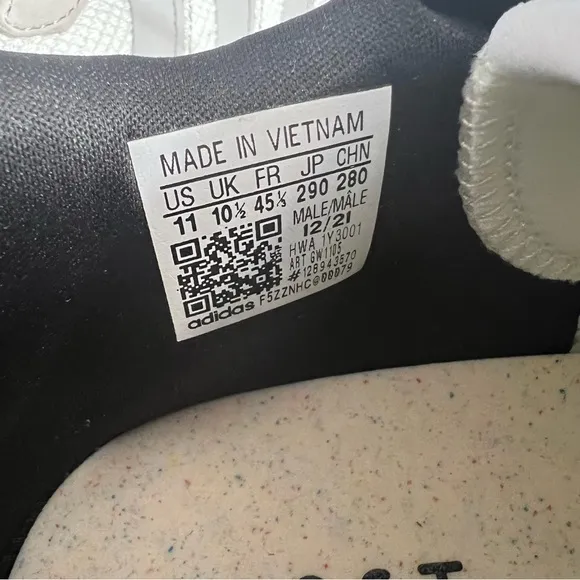 MADE IN VIETNAM
US UK FR JP CHN
11 10½ 45⅓ 290 280
MALE/MÂLE
12/21
HWA 1Y3001
ART GW1105
#128943570
adidas F5ZZNHC@00079